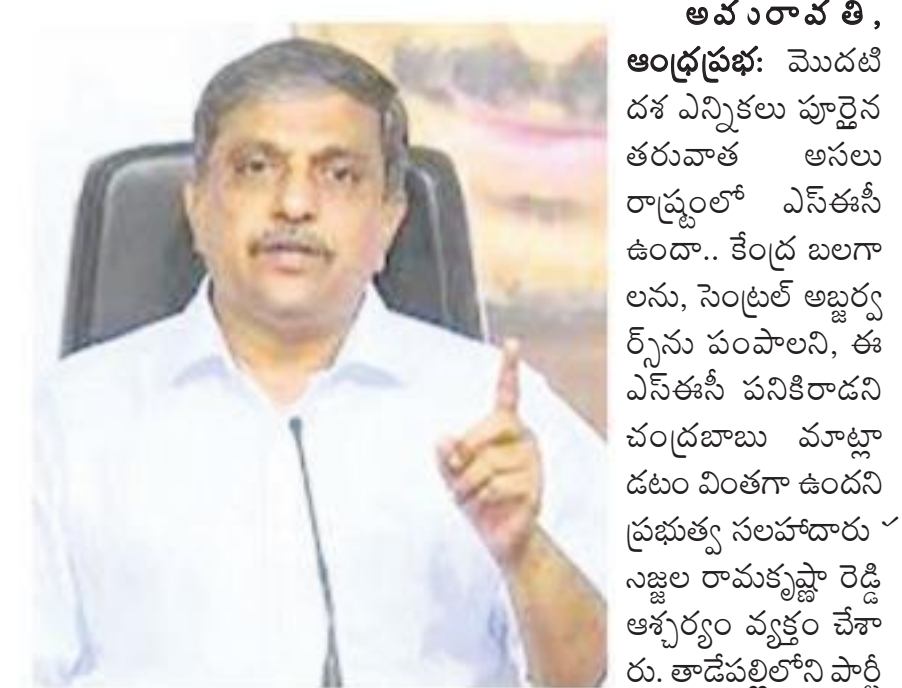 అమరావతి,
ఆంధ్రప్రభ: మొదటి
దశ ఎన్నికలు పూర్తైన
తరువాత అసలు
రాష్ట్రంలో ఎస్ఈసీ
ఉందా.. కేంద్ర బలగా
లను, సెంట్రల్ అబ్జర్వ
ర్స్‌ను పంపాలని, ఈ
ఎస్ఈసీ పనికిరాడని
చంద్రబాబు మాట్లా
డటం వింతగా ఉందని
ప్రభుత్వ సలహాదారు
సజ్జల రామకృష్ణా రెడ్డి
ఆశ్చర్యం వ్యక్తం చేశా
రు. తాడేపల్లిలోని పార్టీ